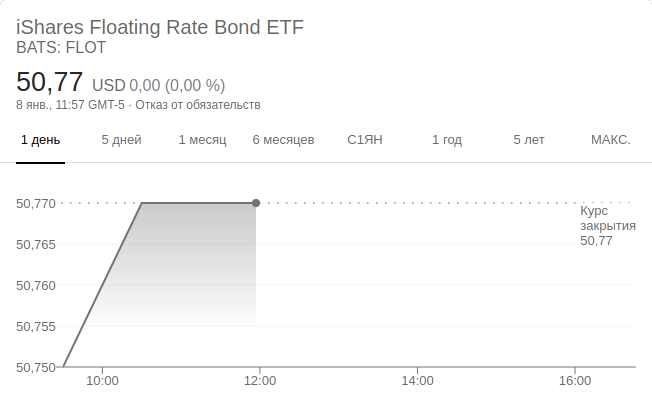 iShares Floating Rate Bond ETF
BATS: FLOT
50,77 USD 0,00 (0,00 %)
8 янв., 11:57 GMT-5 · Отказ от обязательств
1 день 5 дней 1 месяц 6 месяцев С1ЯН 1 год 5 лет МАКС.
50,770
Курс
закрытия
50,77
50,765
50,760
50,755
50,750
10:00 12:00 14:00 16:00